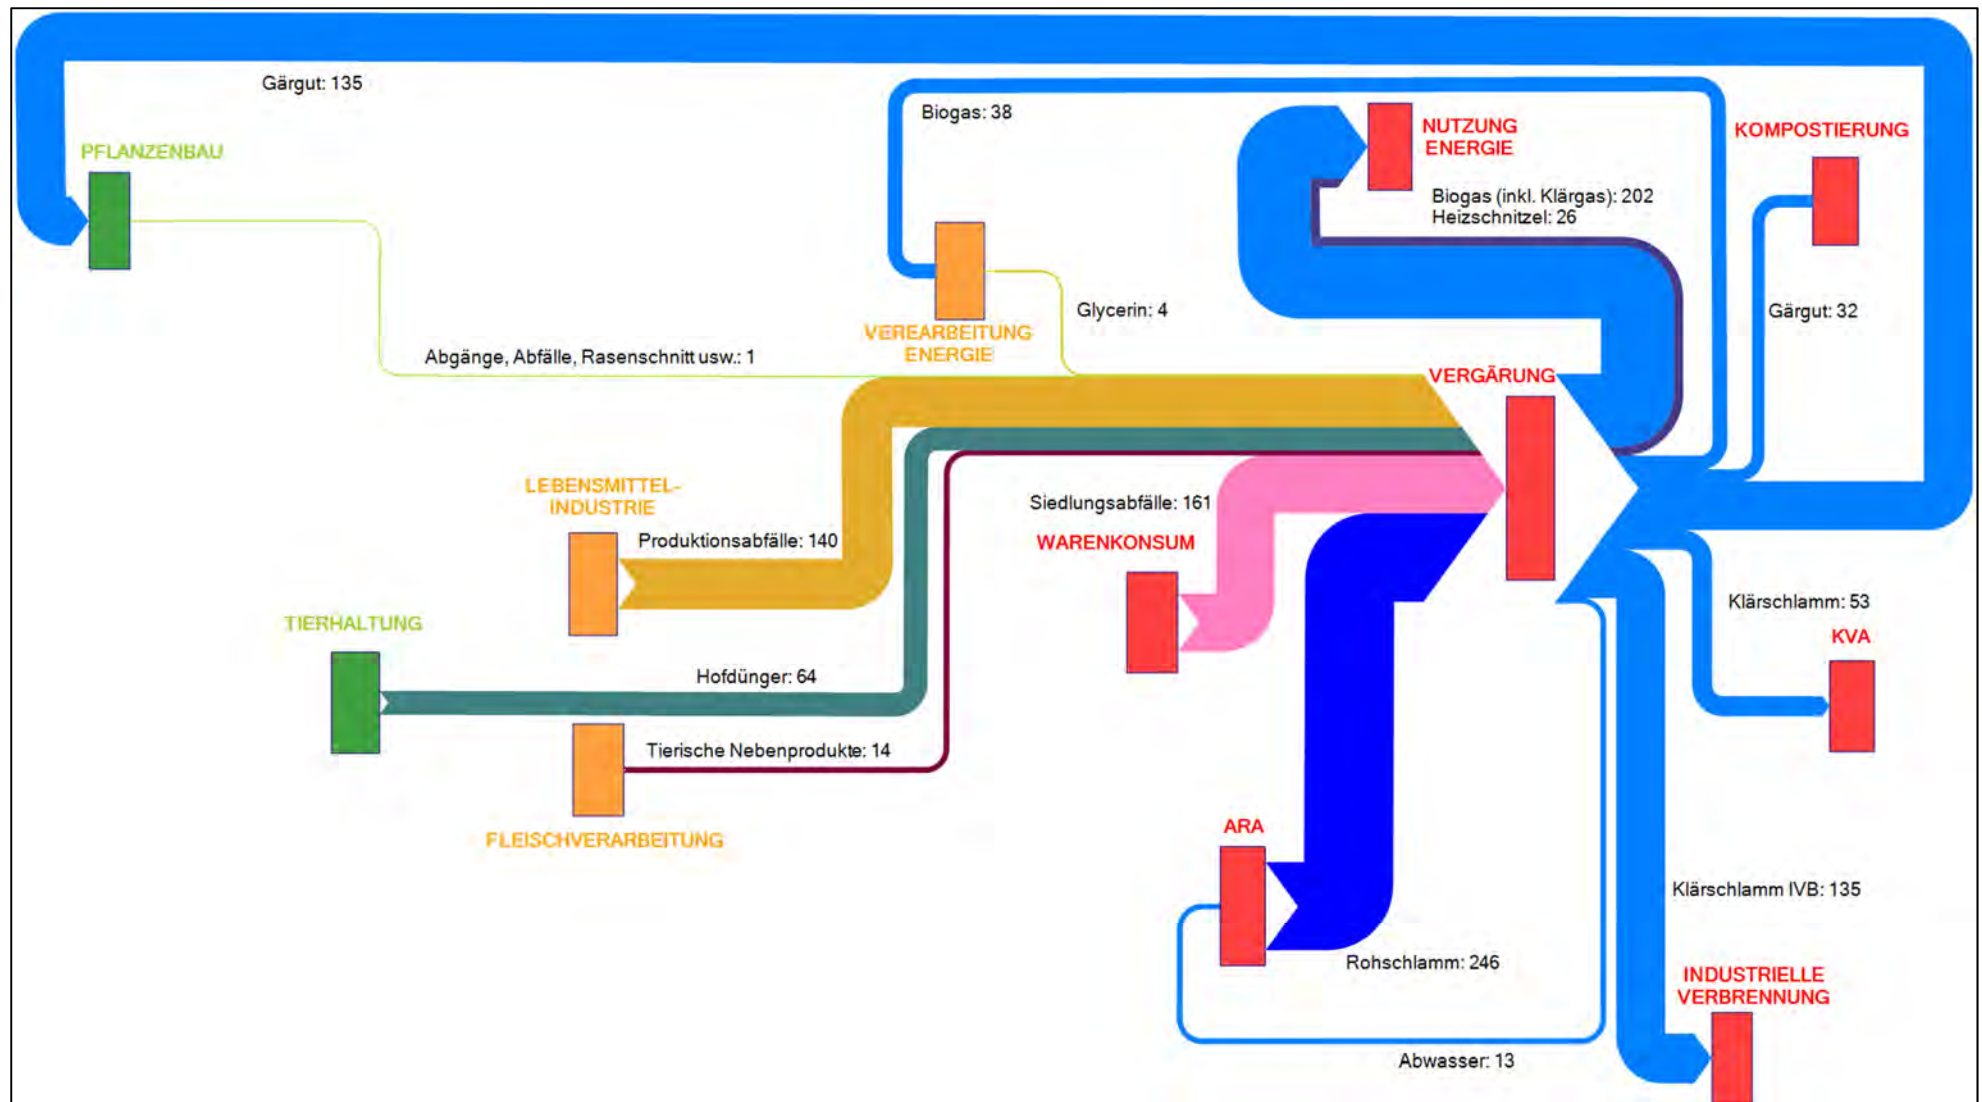 Gärgut: 135
PFLANZENBAU
Biogas: 38
NUTZUNG
ENERGIE
KOMPOSTIERUNG
Biogas (inkl. Klärgas): 202
Heizschnitzel: 26
Glycerin: 4
Gärgut: 32
VEREARBEITUNG
ENERGIE
Abgänge, Abfälle, Rasenschnitt usw.: 1
VERGÄRUNG
LEBENSMITTEL-
INDUSTRIE
Siedlungsabfälle: 161
Produktionsabfälle: 140
WARENKONSUM
Klärschlamm: 53
TIERHALTUNG
KVA
Hofdünger: 64
Tierische Nebenprodukte: 14
ARA
FLEISCHVERARBEITUNG
Klärschlamm IVB: 135
Rohschlamm: 246
INDUSTRIELLE
VERBRENNUNG
Abwasser: 13